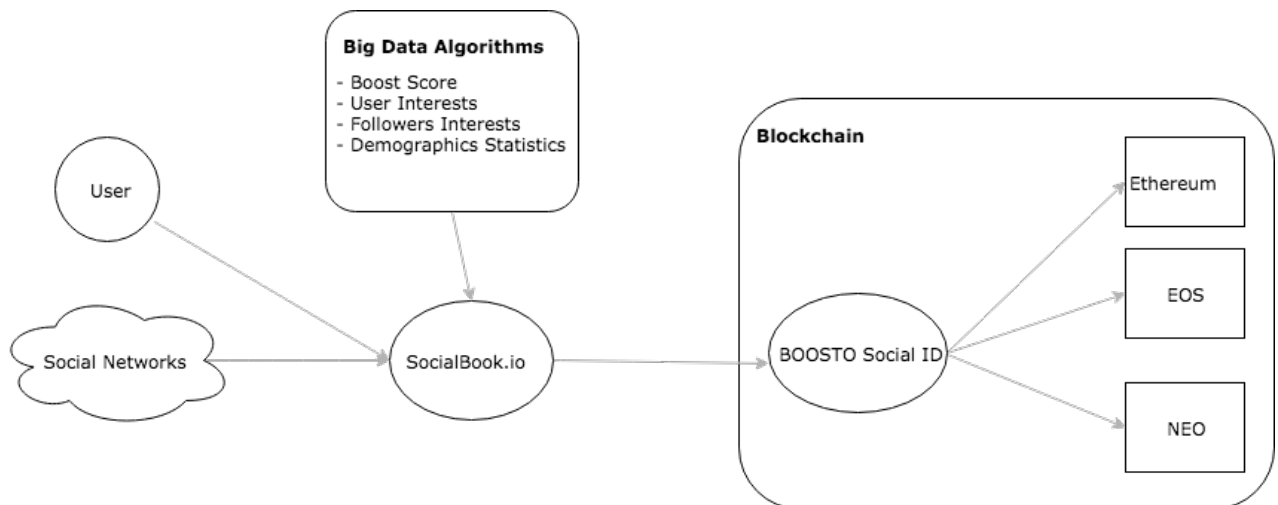 Big Data Algorithms
- Boost Score
- User Interests
- Followers Interests
- Demographics Statistics
User
Social Networks
SocialBook.io
Blockchain
BOOSTO Social ID
Ethereum
EOS
NEO